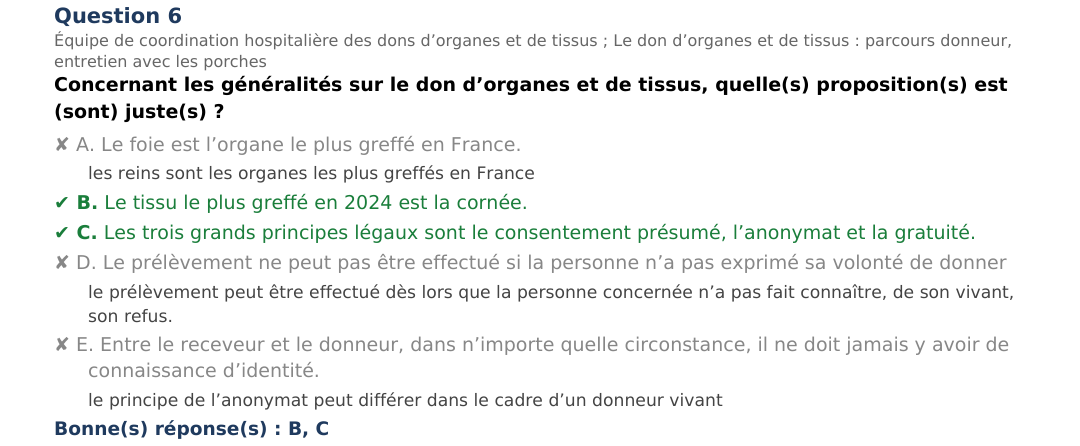 Question 6
Équipe de coordination hospitalière des dons d’organes et de tissus ; Le don d’organes et de tissus : parcours donneur,
entretien avec les porches
Concernant les généralités sur le don d’organes et de tissus, quelle(s) proposition(s) est
(sont) juste(s) ?
✘ A. Le foie est l’organe le plus greffé en France.
les reins sont les organes les plus greffés en France
✔ B. Le tissu le plus greffé en 2024 est la cornée.
✔ C. Les trois grands principes légaux sont le consentement présumé, l’anonymat et la gratuité.
✘ D. Le prélèvement ne peut pas être effectué si la personne n’a pas exprimé sa volonté de donner
le prélèvement peut être effectué dès lors que la personne concernée n’a pas fait connaître, de son vivant,
son refus.
✘ E. Entre le receveur et le donneur, dans n’importe quelle circonstance, il ne doit jamais y avoir de
connaissance d’identité.
le principe de l’anonymat peut différer dans le cadre d’un donneur vivant
Bonne(s) réponse(s) : B, C